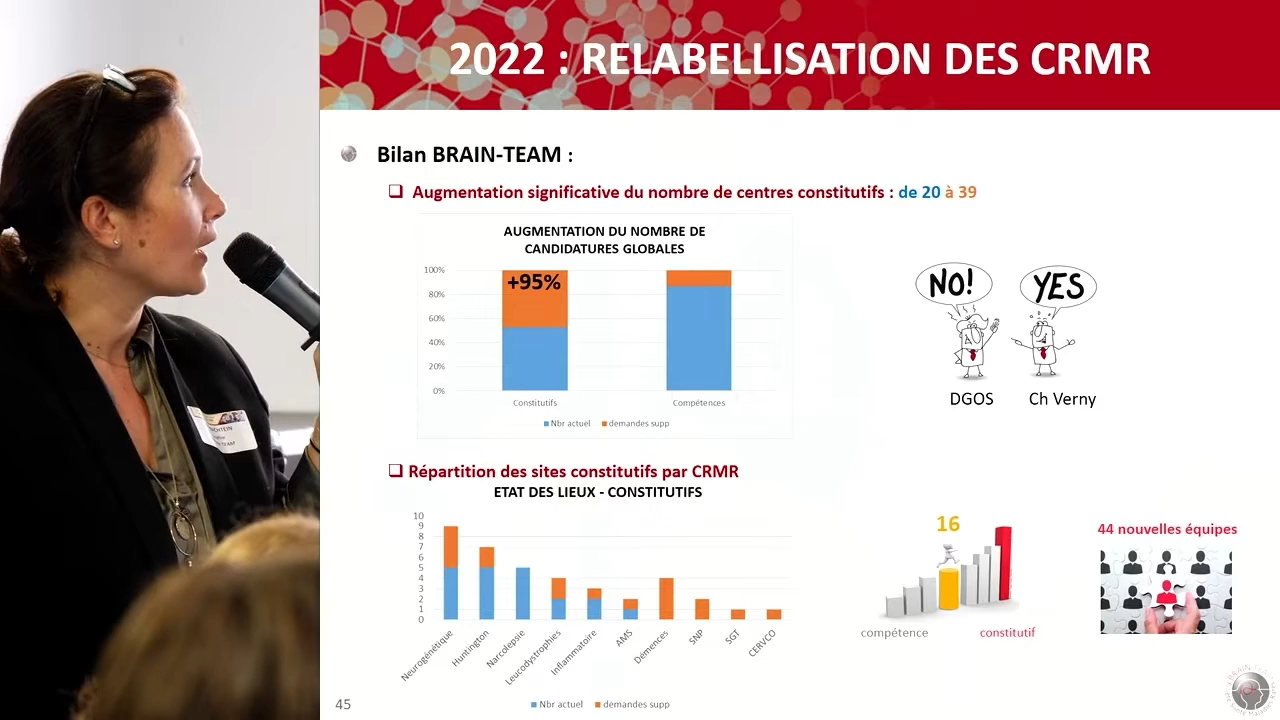 2022 : RELABELLISATION DES CRMR
Bilan BRAIN-TEAM :
Augmentation significative du nombre de centres constitutifs : de 20 à 39
AUGMENTATION DU NOMBRE DE
CANDIDATURES GLOBALES
100%
80%
60%
40%
20%
0%
+95%
Constitutifs
Compétences
Nbr actuel
demandes supp
NO!
YES
DGOS
Ch Verny
Répartition des sites constitutifs par CRMR
ETAT DES LIEUX - CONSTITUTIFS
10
9
8
7
6
5
4
3
2
1
0
Neurogénétique
Huntington
Narcolepsie
Leucodystrophies
Inflammatoire
AMS
Démences
SNP
SGT
CERVCO
Nbr actuel
demandes supp
16
compétence
constitutif
44 nouvelles équipes
45
BRAIN-TEAM